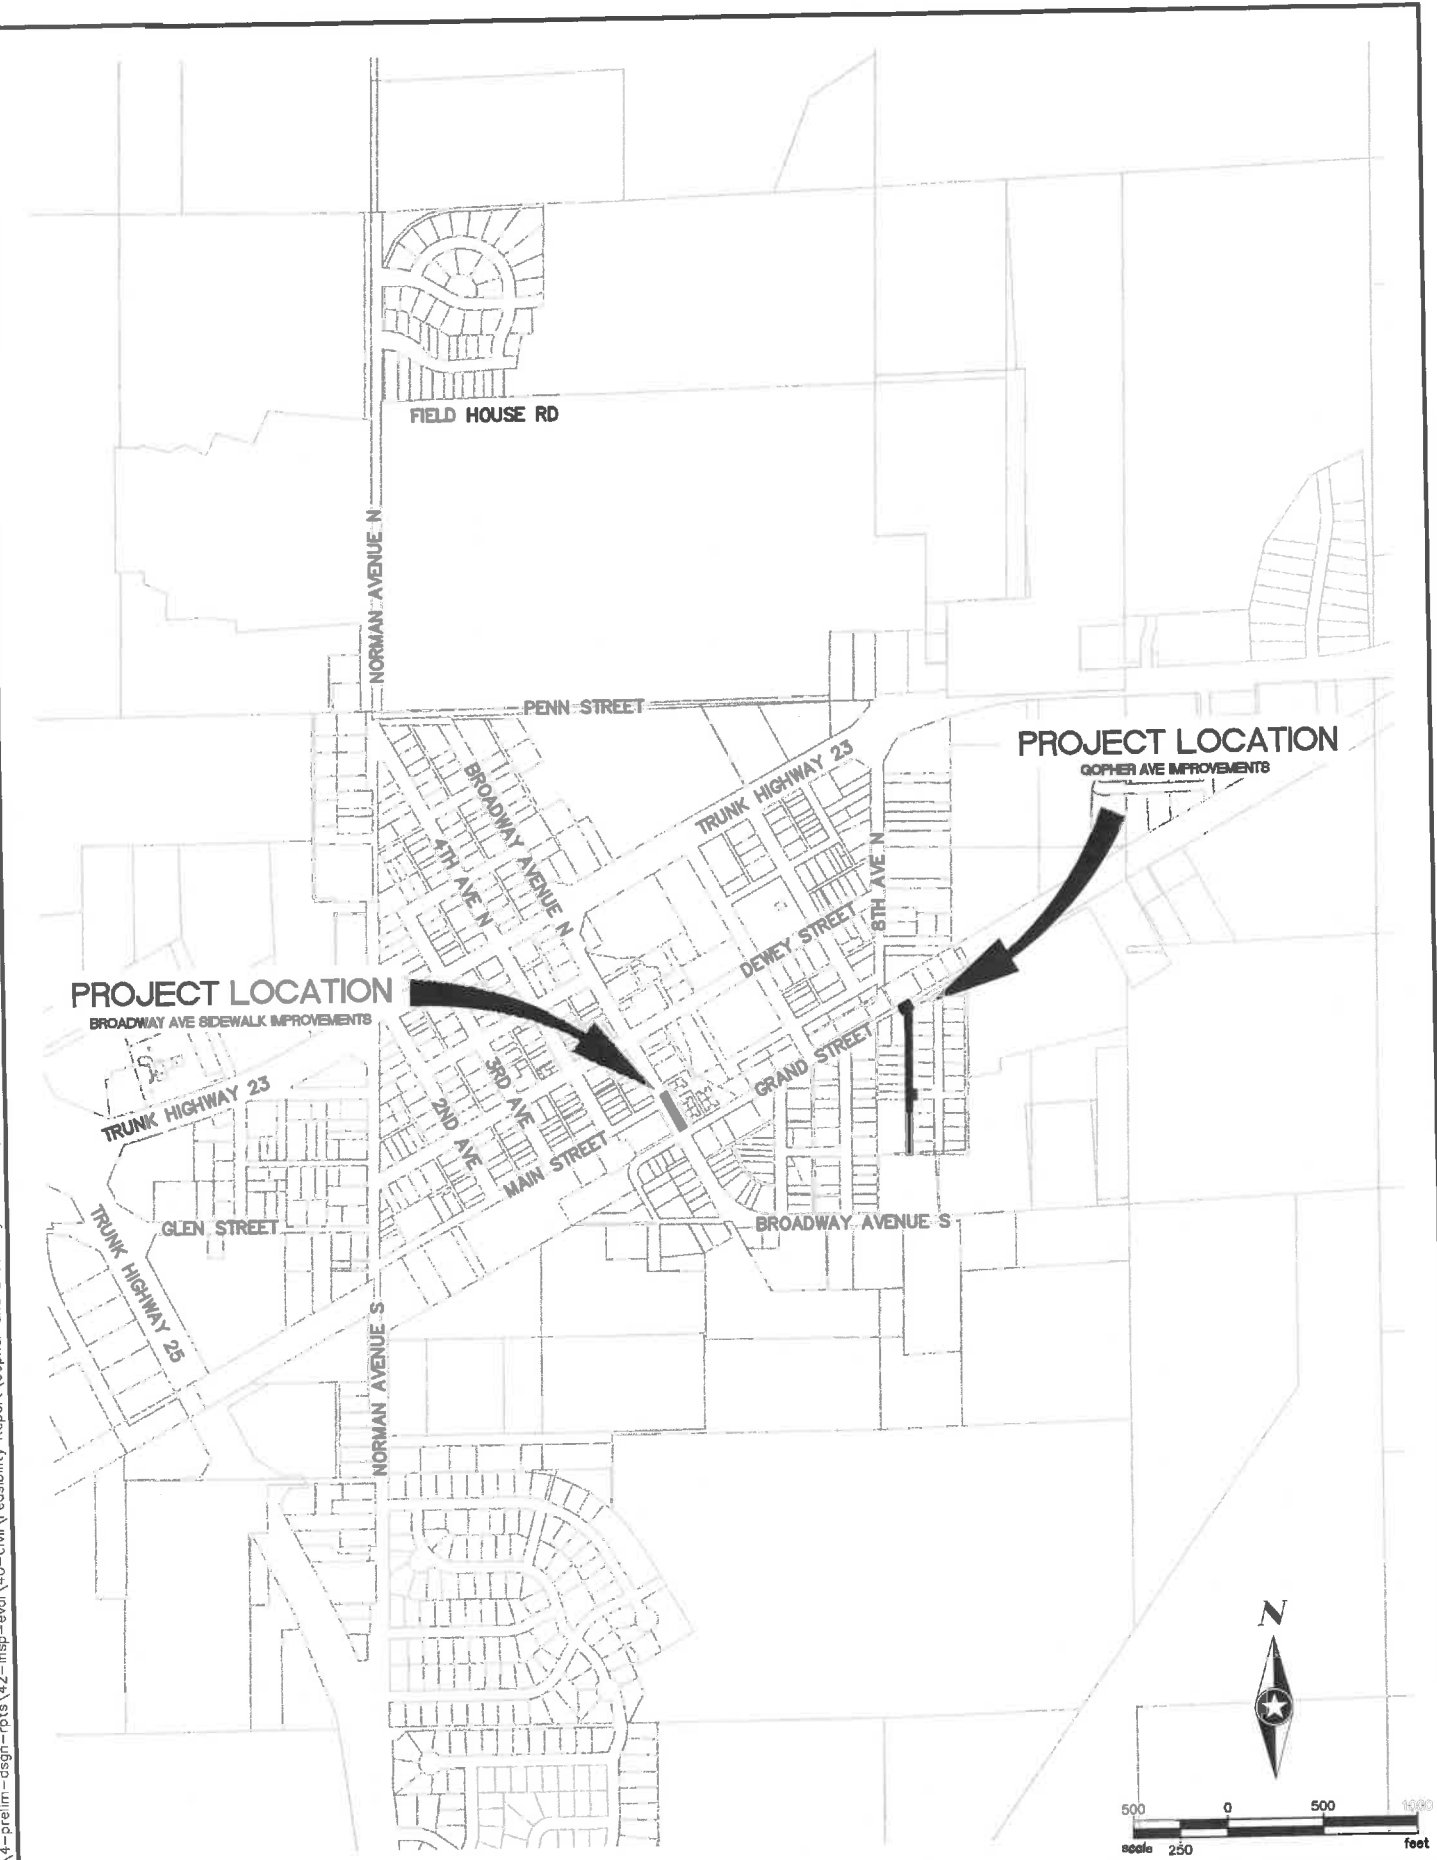 FIELD HOUSE RD
NORMAN AVENUE N
PENN STREET
PROJECT LOCATION
GOPHER AVE IMPROVEMENTS
BROADWAY AVENUE N
TRUNK HIGHWAY 23
4TH AVE N
8TH AVE N
DEWEY STREET
PROJECT LOCATION
BROADWAY AVE SIDEWALK IMPROVEMENTS
GRAND STREET
3RD AVE
2ND AVE
TRUNK HIGHWAY 23
MAIN STREET
GLEN STREET
BROADWAY AVENUE S
TRUNK HIGHWAY 25
NORMAN AVENUE S
N
500 0 500 1000
scale 250 feet